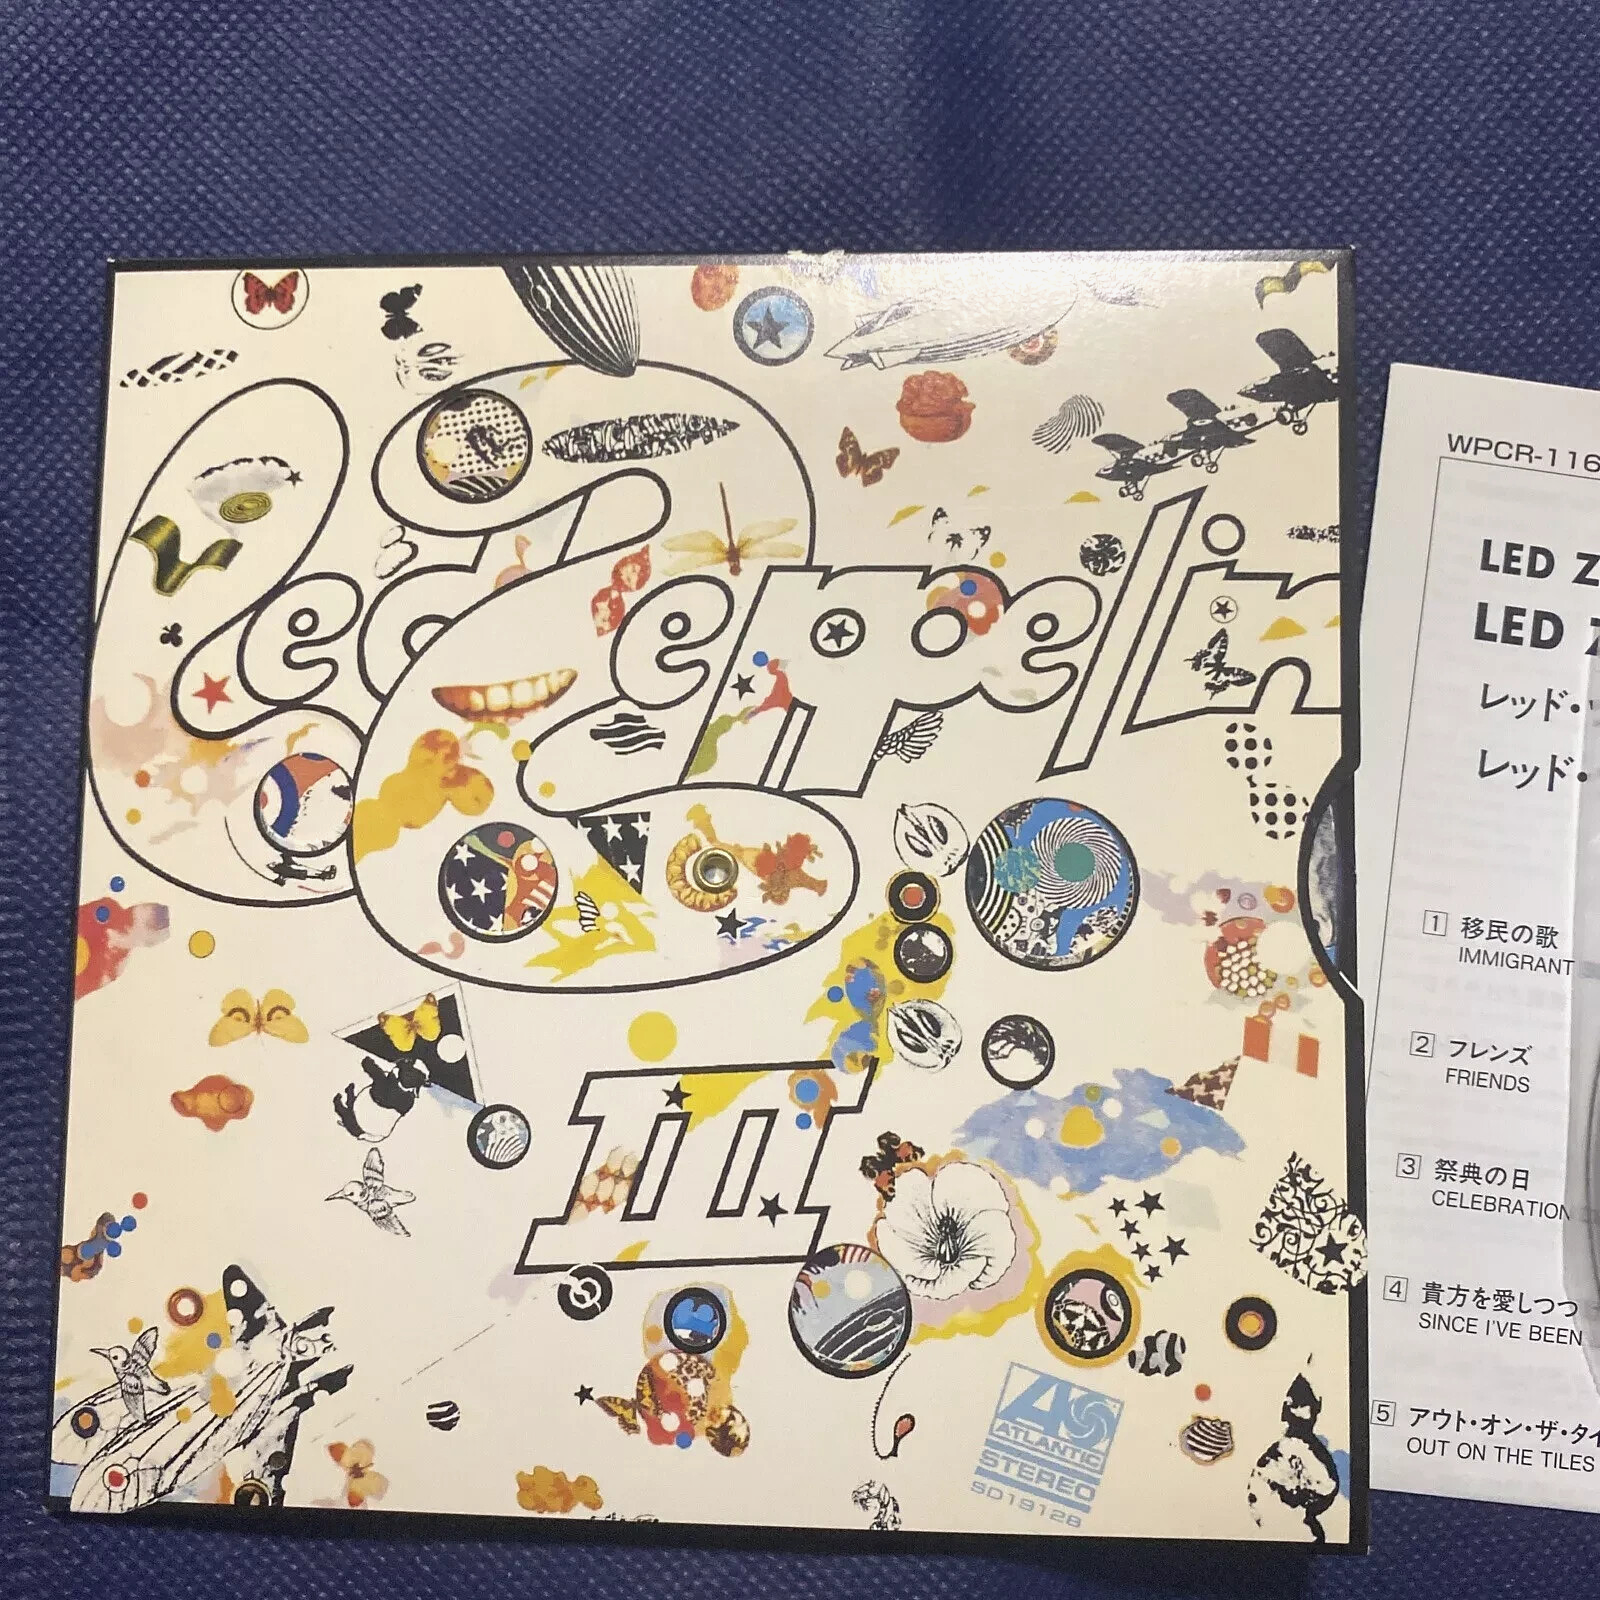 Led Zeppelin
III
ATLANTIC
STEREO
SD19128
WPCR-116
LED Z
LED
レッド・
レッド・
1 移民の歌
IMMIGRANT
2 フレンズ
FRIENDS
3 祭典の日
CELEBRATION
4 貴方を愛しつつ
SINCE I'VE BEEN
5 アウト・オン・ザ・タイ
OUT ON THE TILES